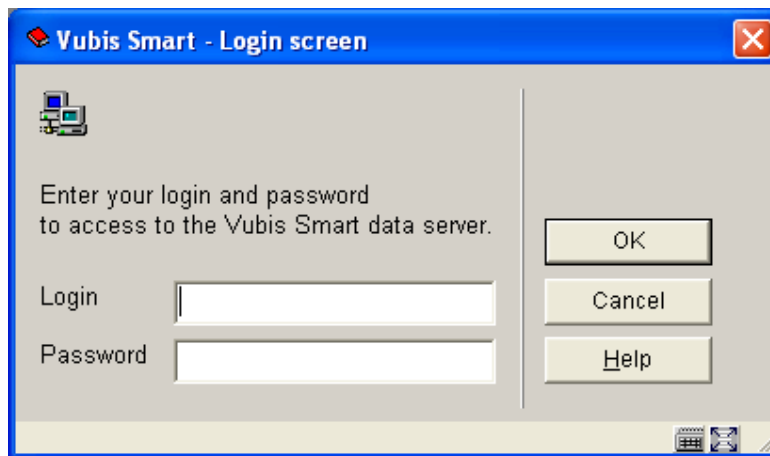 Vubis Smart - Login screen
Enter your login and password
to access to the Vubis Smart data server.
Login
Password
OK
Cancel
Help